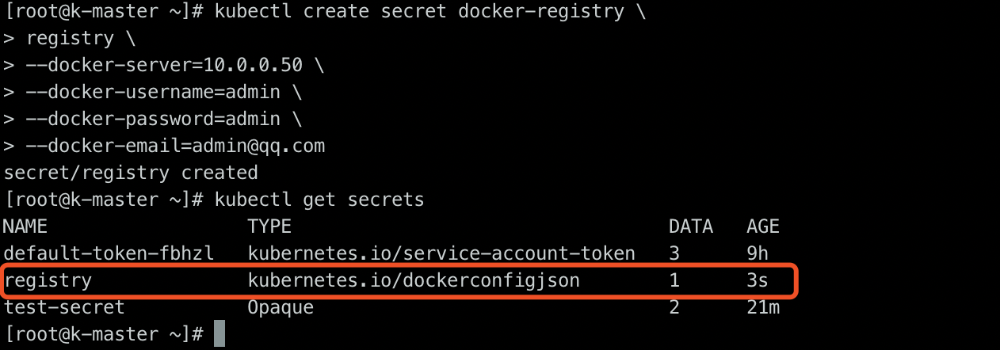 [root@k-master ~]# kubectl create secret docker-registry \
> registry \
> --docker-server=10.0.0.50 \
> --docker-username=admin \
> --docker-password=admin \
> --docker-email=admin@qq.com
secret/registry created
[root@k-master ~]# kubectl get secrets
NAME                  TYPE                                  DATA   AGE
default-token-fbhzl   kubernetes.io/service-account-token   3      9h
registry              kubernetes.io/dockerconfigjson        1      3s
test-secret           Opaque                                2      21m
[root@k-master ~]#